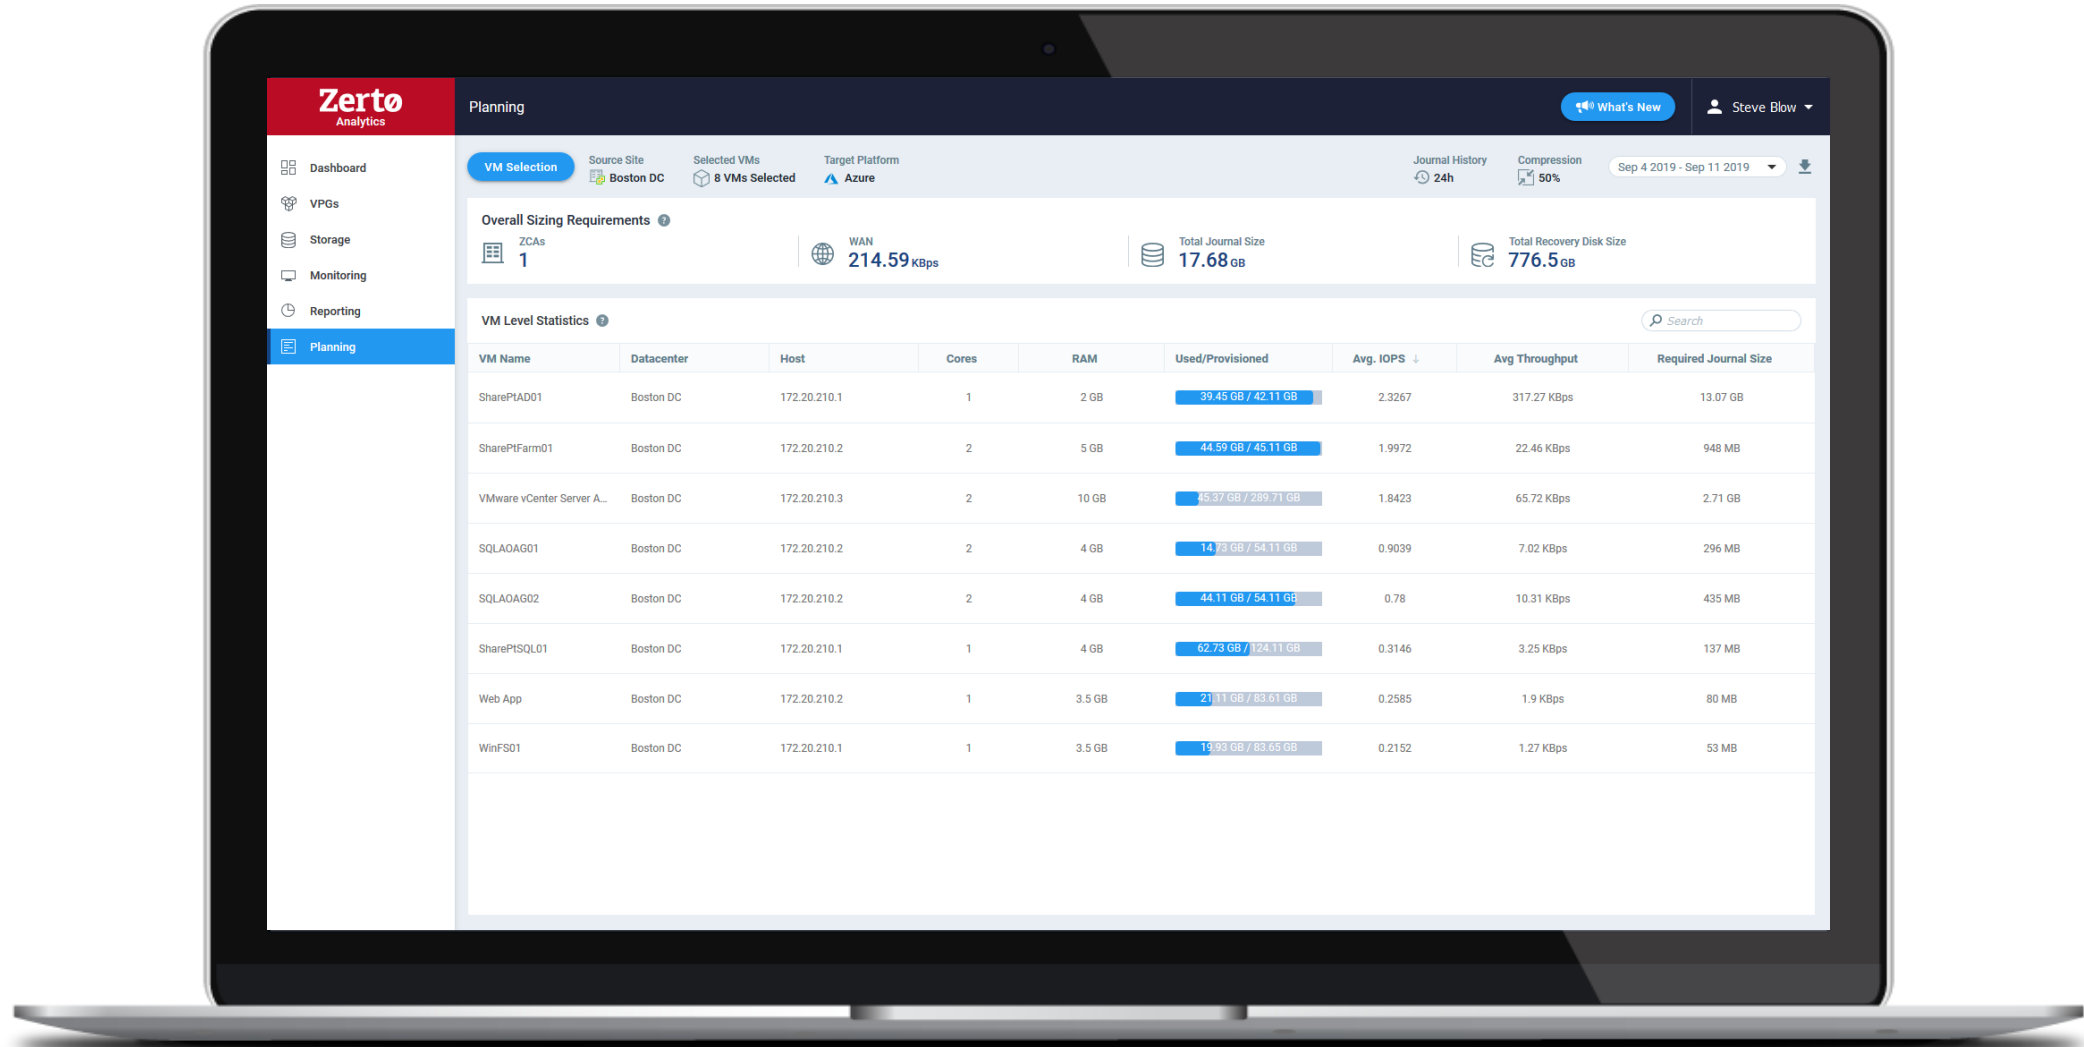 Zertø
Analytics
Planning
What's New
Steve Blow
Dashboard
VPGs
Storage
Monitoring
Reporting
Planning
VM Selection
Source Site
Boston DC
Selected VMs
8 VMs Selected
Target Platform
Azure
Journal History
24h
Compression
50%
Sep 4 2019 - Sep 11 2019
Overall Sizing Requirements ?
ZCAs
1
WAN
214.59 KBps
Total Journal Size
17.68 GB
Total Recovery Disk Size
776.5 GB
VM Level Statistics ?
Search
VM Name Datacenter Host Cores RAM Used/Provisioned Avg. IOPS ↓ Avg Throughput Required Journal Size
SharePtAD01 Boston DC 172.20.210.1 1 2 GB 39.45 GB / 42.11 GB 2.3267 317.27 KBps 13.07 GB
SharePtFarm01 Boston DC 172.20.210.2 2 5 GB 44.59 GB / 45.11 GB 1.9972 22.46 KBps 948 MB
VMware vCenter Server A... Boston DC 172.20.210.3 2 10 GB 45.37 GB / 289.71 GB 1.8423 65.72 KBps 2.71 GB
SQLAOAG01 Boston DC 172.20.210.2 2 4 GB 14.73 GB / 54.11 GB 0.9039 7.02 KBps 296 MB
SQLAOAG02 Boston DC 172.20.210.2 2 4 GB 44.11 GB / 54.11 GB 0.78 10.31 KBps 435 MB
SharePtSQL01 Boston DC 172.20.210.1 1 4 GB 62.73 GB / 124.11 GB 0.3146 3.25 KBps 137 MB
Web App Boston DC 172.20.210.2 1 3.5 GB 21.11 GB / 83.61 GB 0.2585 1.9 KBps 80 MB
WinFS01 Boston DC 172.20.210.1 1 3.5 GB 19.93 GB / 83.65 GB 0.2152 1.27 KBps 53 MB